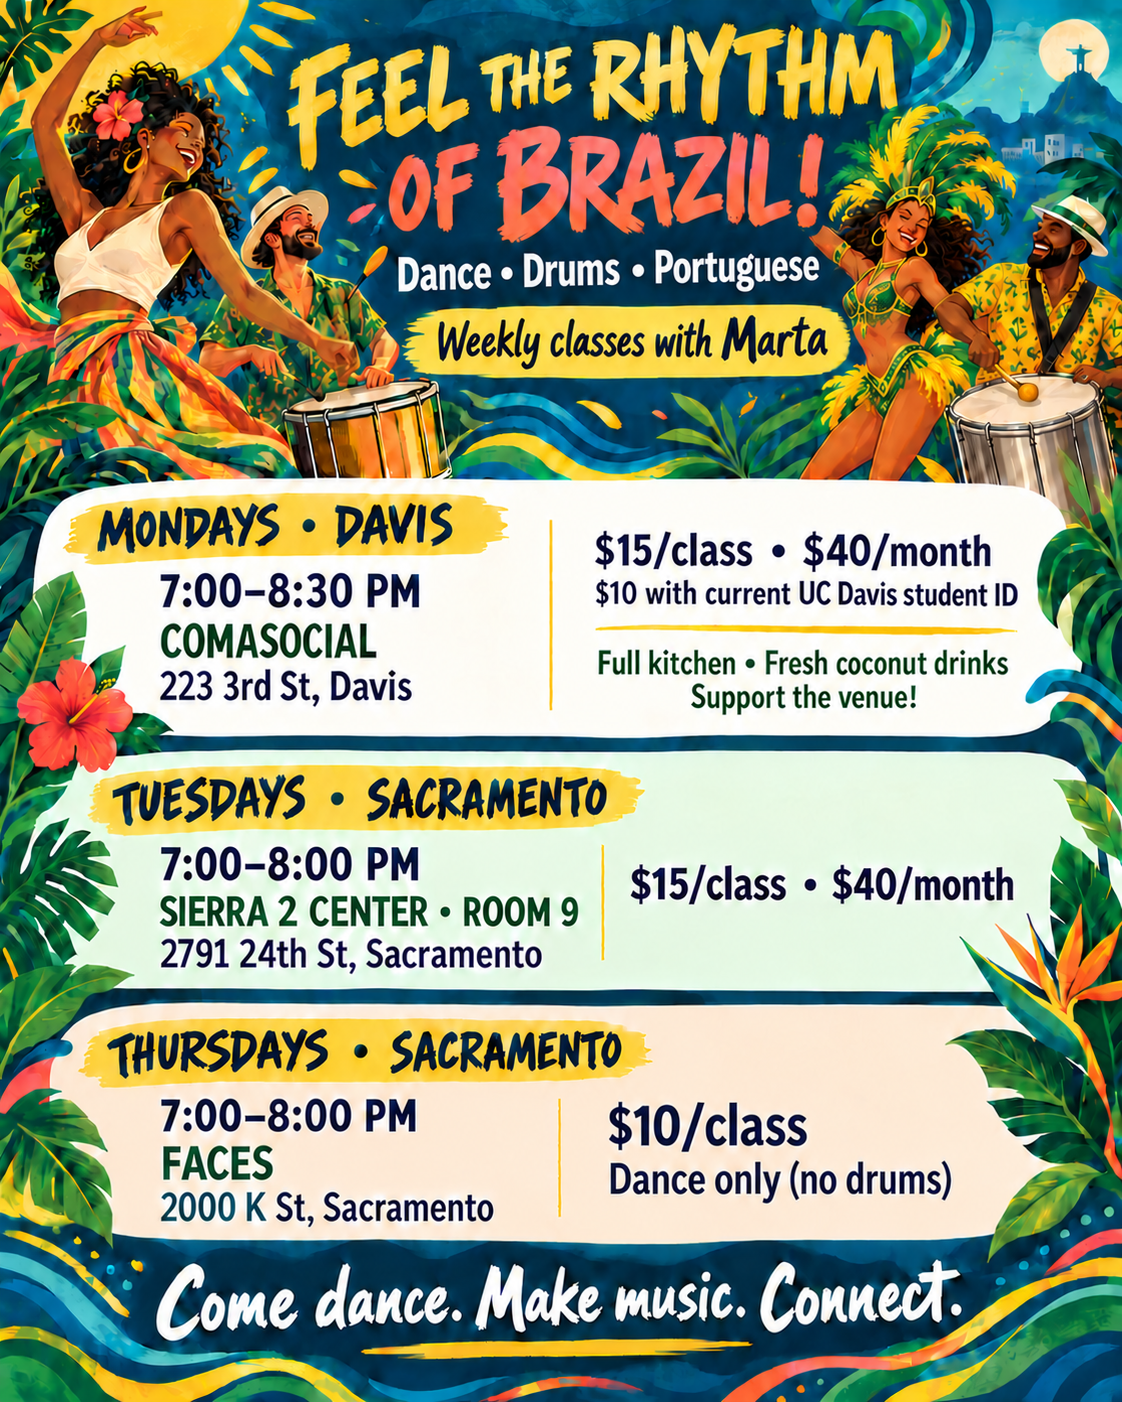 FEEL THE RHYTHM
OF BRAZIL!
Dance • Drums • Portuguese
Weekly classes with Marta
MONDAYS • DAVIS
7:00–8:30 PM
COMASOCIAL
223 3rd St, Davis
$15/class • $40/month
$10 with current UC Davis student ID
Full kitchen • Fresh coconut drinks
Support the venue!
TUESDAYS • SACRAMENTO
7:00–8:00 PM
SIERRA 2 CENTER • ROOM 9
2791 24th St, Sacramento
$15/class • $40/month
THURSDAYS • SACRAMENTO
7:00–8:00 PM
FACES
2000 K St, Sacramento
$10/class
Dance only (no drums)
Come dance. Make music. Connect.